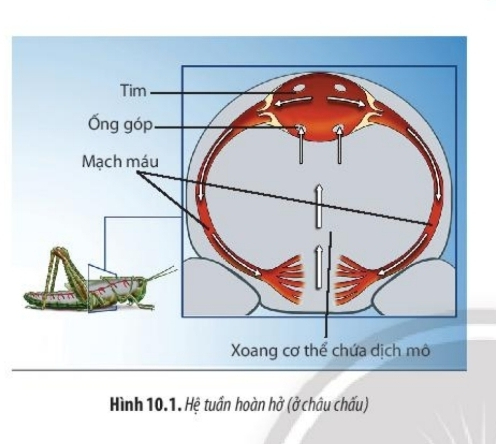 Tim
Ống góp
Mạch máu
Xoang cơ thể chứa dịch mô
Hình 10.1. Hệ tuần hoàn hở (ở châu chấu)